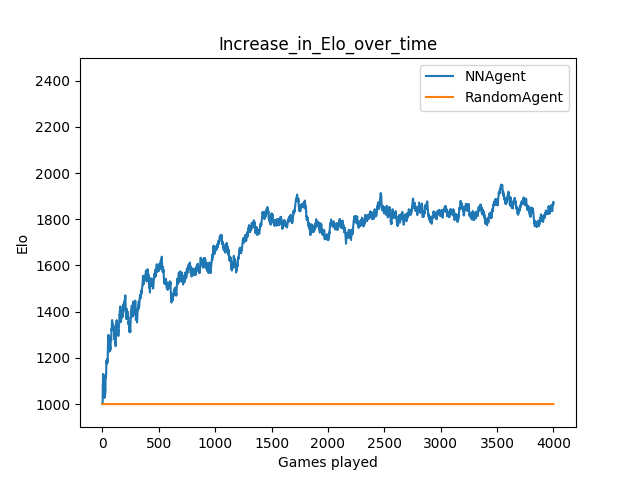 Increase_in_Elo_over_time
NNAgent
RandomAgent
2400
2200
2000
1800
1600
1400
1200
1000
Elo
0 500 1000 1500 2000 2500 3000 3500 4000
Games played